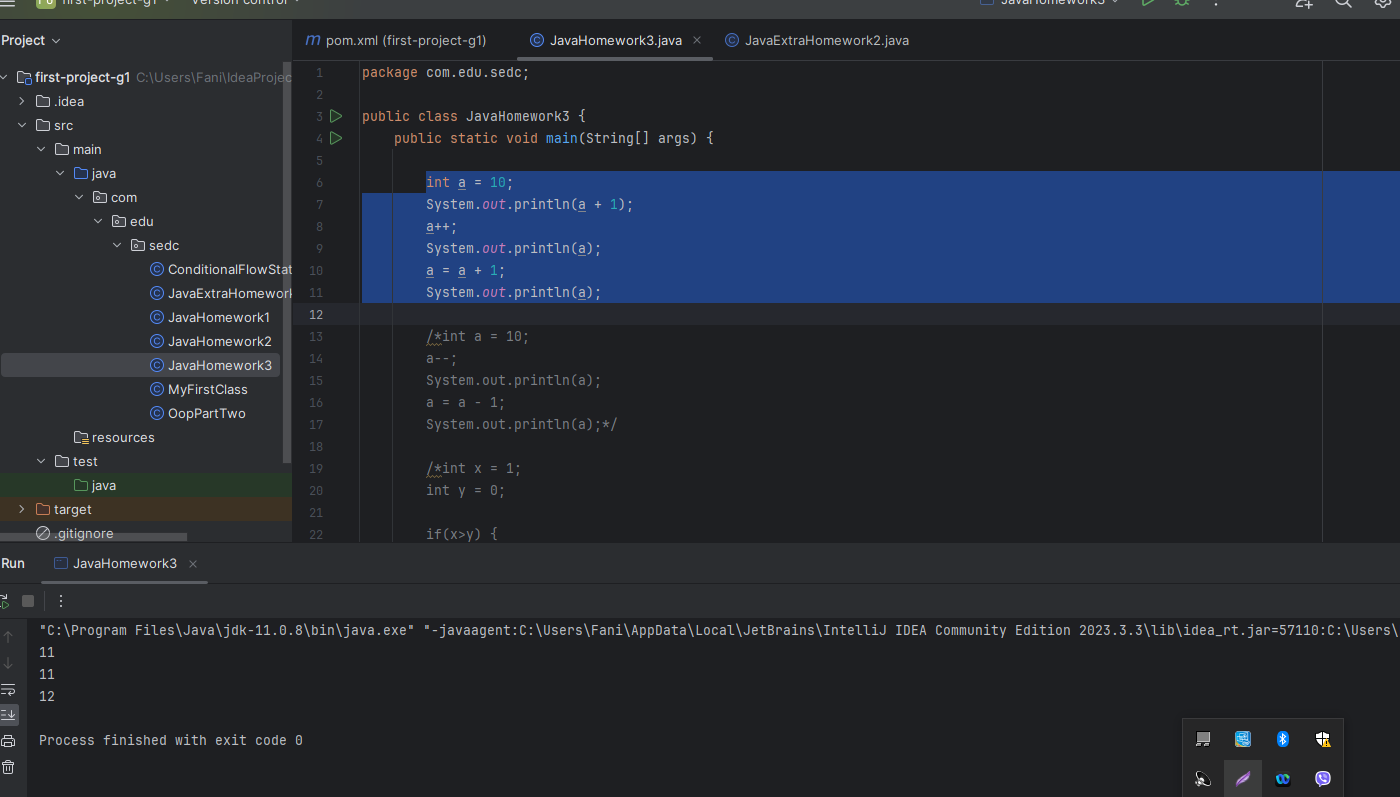 first-project-g1
Version control
JavaHomework3
Project
pom.xml (first-project-g1)
JavaHomework3.java
JavaExtraHomework2.java
first-project-g1 C:\Users\Fani\IdeaProjec
.idea
src
main
java
com
edu
sedc
ConditionalFlowStat
JavaExtraHomework
JavaHomework1
JavaHomework2
JavaHomework3
MyFirstClass
OopPartTwo
resources
test
java
target
.gitignore
1 package com.edu.sedc;
2
3 public class JavaHomework3 {
4 public static void main(String[] args) {
5
6 int a = 10;
7 System.out.println(a + 1);
8 a++;
9 System.out.println(a);
10 a = a + 1;
11 System.out.println(a);
12
13 /*int a = 10;
14 a--;
15 System.out.println(a);
16 a = a - 1;
17 System.out.println(a);*/
18
19 /*int x = 1;
20 int y = 0;
21
22 if(x>y) {
Run
JavaHomework3
"C:\Program Files\Java\jdk-11.0.8\bin\java.exe" "-javaagent:C:\Users\Fani\AppData\Local\JetBrains\IntelliJ IDEA Community Edition 2023.3.3\lib\idea_rt.jar=57110:C:\Users\
11
11
12
Process finished with exit code 0